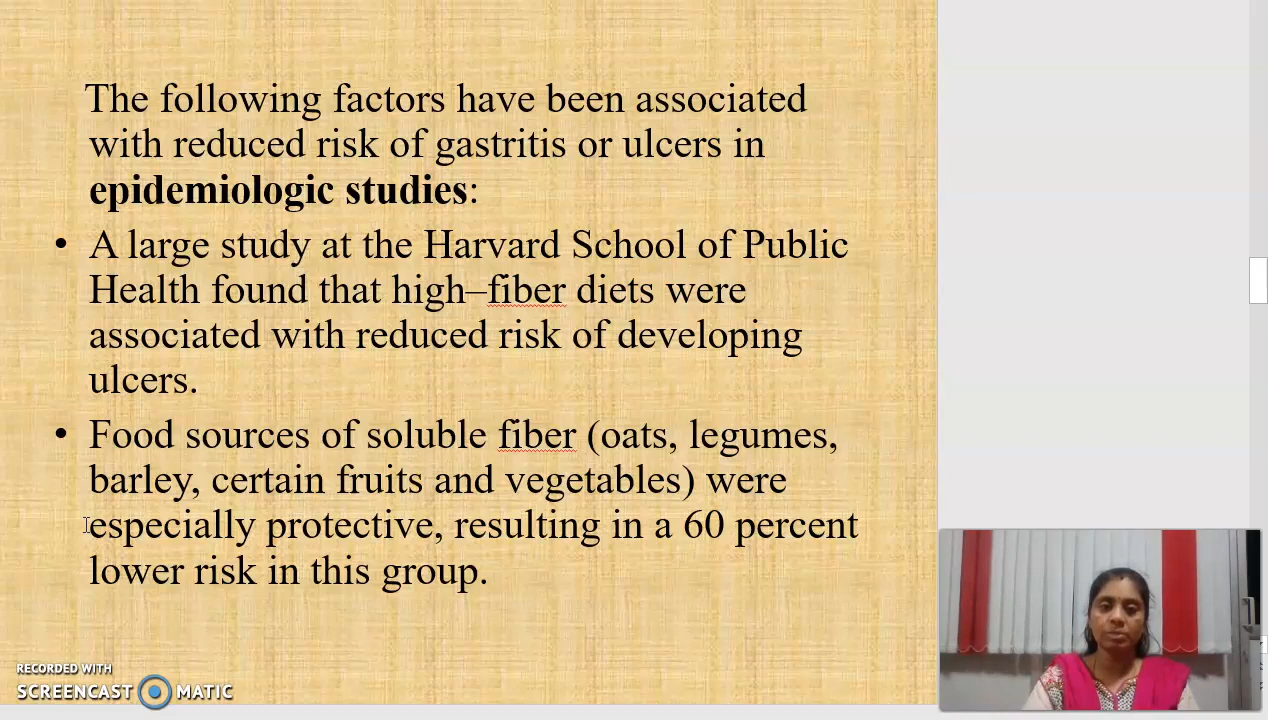 The following factors have been associated
with reduced risk of gastritis or ulcers in
epidemiologic studies:
• A large study at the Harvard School of Public
Health found that high–fiber diets were
associated with reduced risk of developing
ulcers.
• Food sources of soluble fiber (oats, legumes,
barley, certain fruits and vegetables) were
especially protective, resulting in a 60 percent
lower risk in this group.
RECORDED WITH
SCREENCAST MATIC